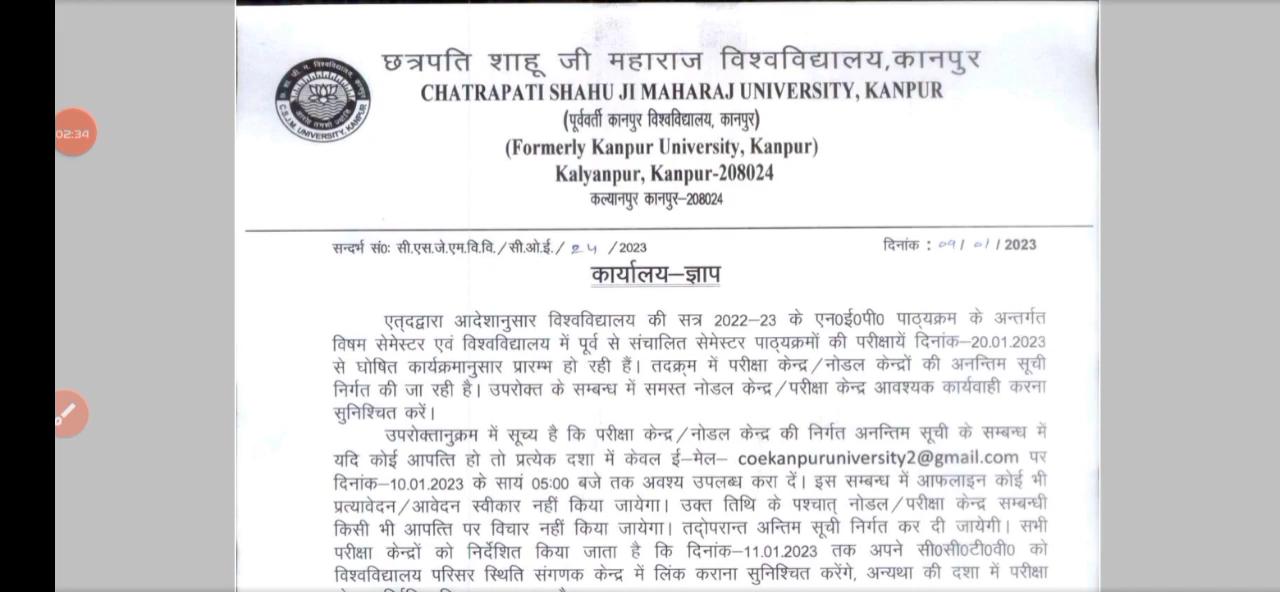 छत्रपति शाहू जी महाराज विश्वविद्यालय,कानपुर
CHATRAPATI SHAHU JI MAHARAJ UNIVERSITY, KANPUR
(पूर्ववर्ती कानपुर विश्वविद्यालय, कानपुर)
(Formerly Kanpur University, Kanpur)
Kalyanpur, Kanpur-208024
कल्यानपुर कानपुर–208024
C.S.J.M. UNIVERSITY, KANPUR
02:34
सन्दर्भ सं0: सी.एस.जे.एम.वि.वि./सी.ओ.ई./ 24 /2023 दिनांक : 09/ 01/ 2023
कार्यालय–ज्ञाप
एतद्द्वारा आदेशानुसार विश्वविद्यालय की सत्र 2022–23 के एन0ई0पी0 पाठ्यक्रम के अन्तर्गत
विषम सेमेस्टर एवं विश्वविद्यालय में पूर्व से संचालित सेमेस्टर पाठ्यक्रमों की परीक्षायें दिनांक–20.01.2023
से घोषित कार्यक्रमानुसार प्रारम्भ हो रही हैं। तदक्रम में परीक्षा केन्द्र/नोडल केन्द्रों की अनन्तिम सूची
निर्गत की जा रही है। उपरोक्त के सम्बन्ध में समस्त नोडल केन्द्र/परीक्षा केन्द्र आवश्यक कार्यवाही करना
सुनिश्चित करें।
उपरोक्तानुक्रम में सूच्य है कि परीक्षा केन्द्र/नोडल केन्द्र की निर्गत अनन्तिम सूची के सम्बन्ध में
यदि कोई आपत्ति हो तो प्रत्येक दशा में केवल ई–मेल– coekanpuruniversity2@gmail.com पर
दिनांक–10.01.2023 के सायं 05:00 बजे तक अवश्य उपलब्ध करा दें। इस सम्बन्ध में आफलाइन कोई भी
प्रत्यावेदन/आवेदन स्वीकार नहीं किया जायेगा। उक्त तिथि के पश्चात् नोडल/परीक्षा केन्द्र सम्बन्धी
किसी भी आपत्ति पर विचार नहीं किया जायेगा। तद्ोपरान्त अन्तिम सूची निर्गत कर दी जायेगी। सभी
परीक्षा केन्द्रों को निर्देशित किया जाता है कि दिनांक–11.01.2023 तक अपने सी0सी0टी0वी0 को
विश्वविद्यालय परिसर स्थिति संगणक केन्द्र में लिंक कराना सुनिश्चित करेंगे, अन्यथा की दशा में परीक्षा